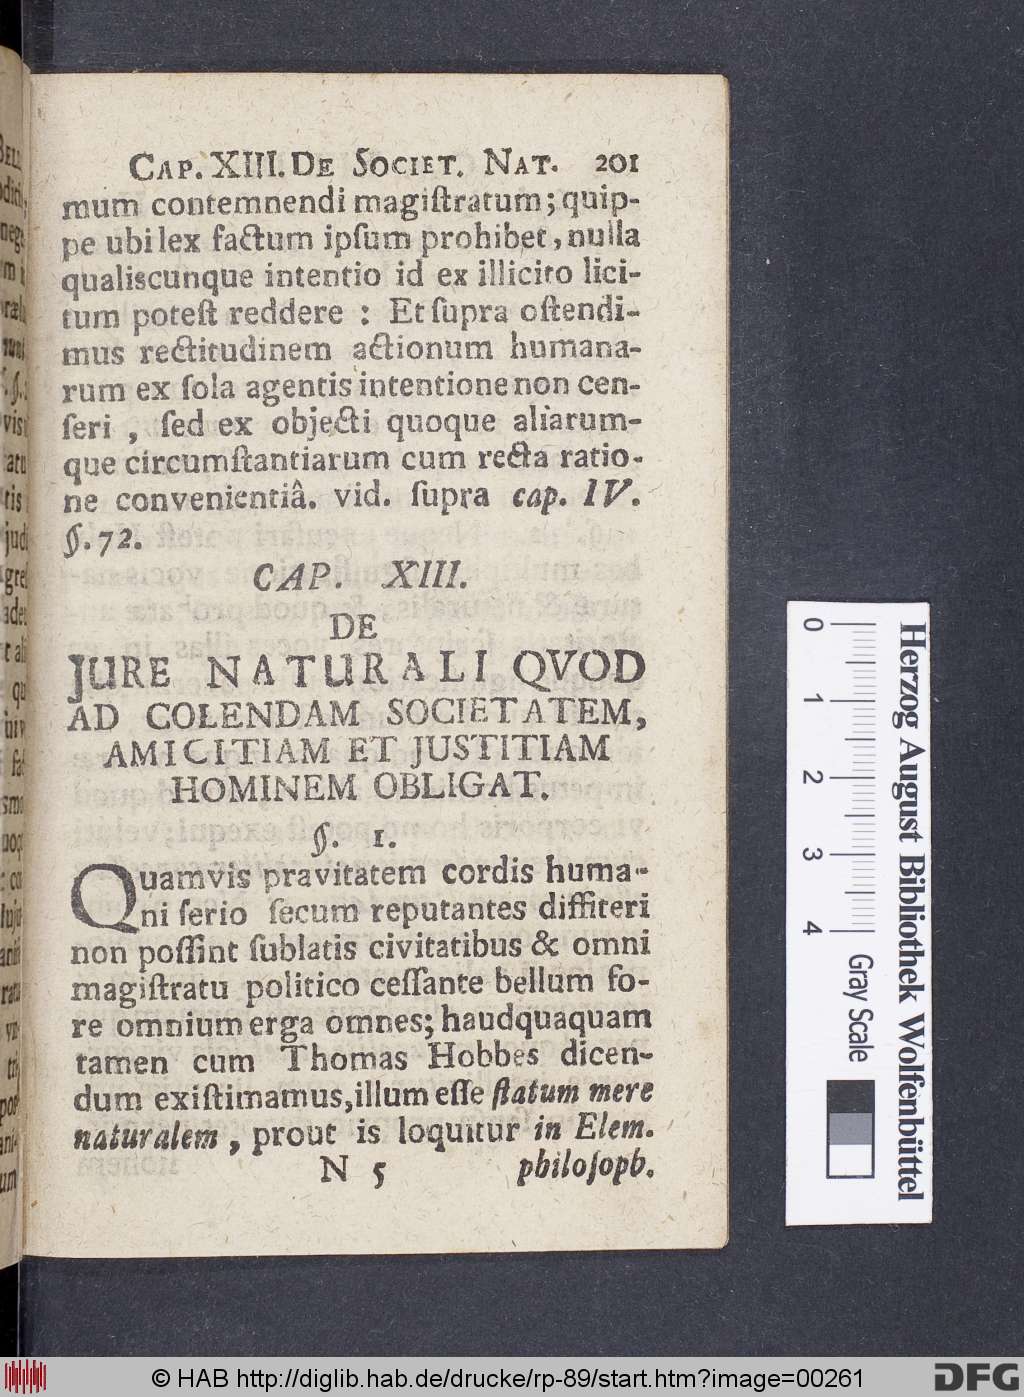 CAP. XIII. DE SOCIET. NAT. 201
mum contemnendi magiſtratum; quip-
pe ubi lex factum ipſum prohibet, nulla
qualiscunque intentio id ex illicito lici-
tum poteſt reddere : Et ſupra oſtendi-
mus rectitudinem actionum humana-
rum ex ſola agentis intentione non cen-
ſeri , ſed ex objecti quoque aliarum-
que circumſtantiarum cum recta ratio-
ne convenientiâ. vid. ſupra cap. IV.
§. 72.
CAP. XIII.
DE
JURE NATURALI QVOD
AD COLENDAM SOCIETATEM,
AMICITIAM ET JUSTITIAM
HOMINEM OBLIGAT.
§. 1.
Quamvis pravitatem cordis huma-
ni ſerio ſecum reputantes diffiteri
non poſſint ſublatis civitatibus & omni
magiſtratu politico ceſſante bellum fo-
re omnium erga omnes; haudquaquam
tamen cum Thomas Hobbes dicen-
dum exiſtimamus, illum eſſe ſtatum mere
naturalem , prout is loquitur in Elem.
N 5 philoſoph.
0 1 2 3 4
Gray Scale
Herzog August Bibliothek Wolfenbüttel
© HAB http://diglib.hab.de/drucke/rp-89/start.htm?image=00261
DFG